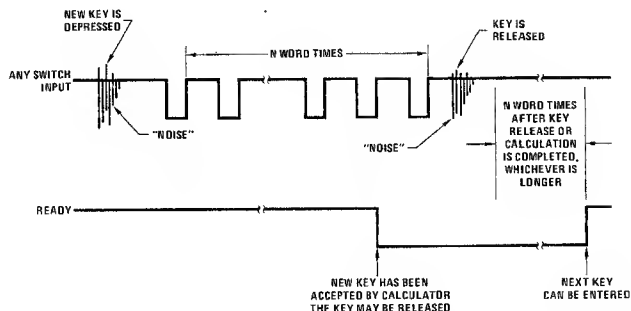 NEW KEY IS
DEPRESSED
N WORD TIMES
KEY IS
RELEASED
ANY SWITCH
INPUT
"NOISE"
"NOISE"
N WORD TIMES
AFTER KEY
RELEASE OR
CALCULATION
IS COMPLETED,
WHICHEVER IS
LONGER
READY
NEW KEY HAS BEEN
ACCEPTED BY CALCULATOR
THE KEY MAY BE RELEASED
NEXT KEY
CAN BE ENTERED